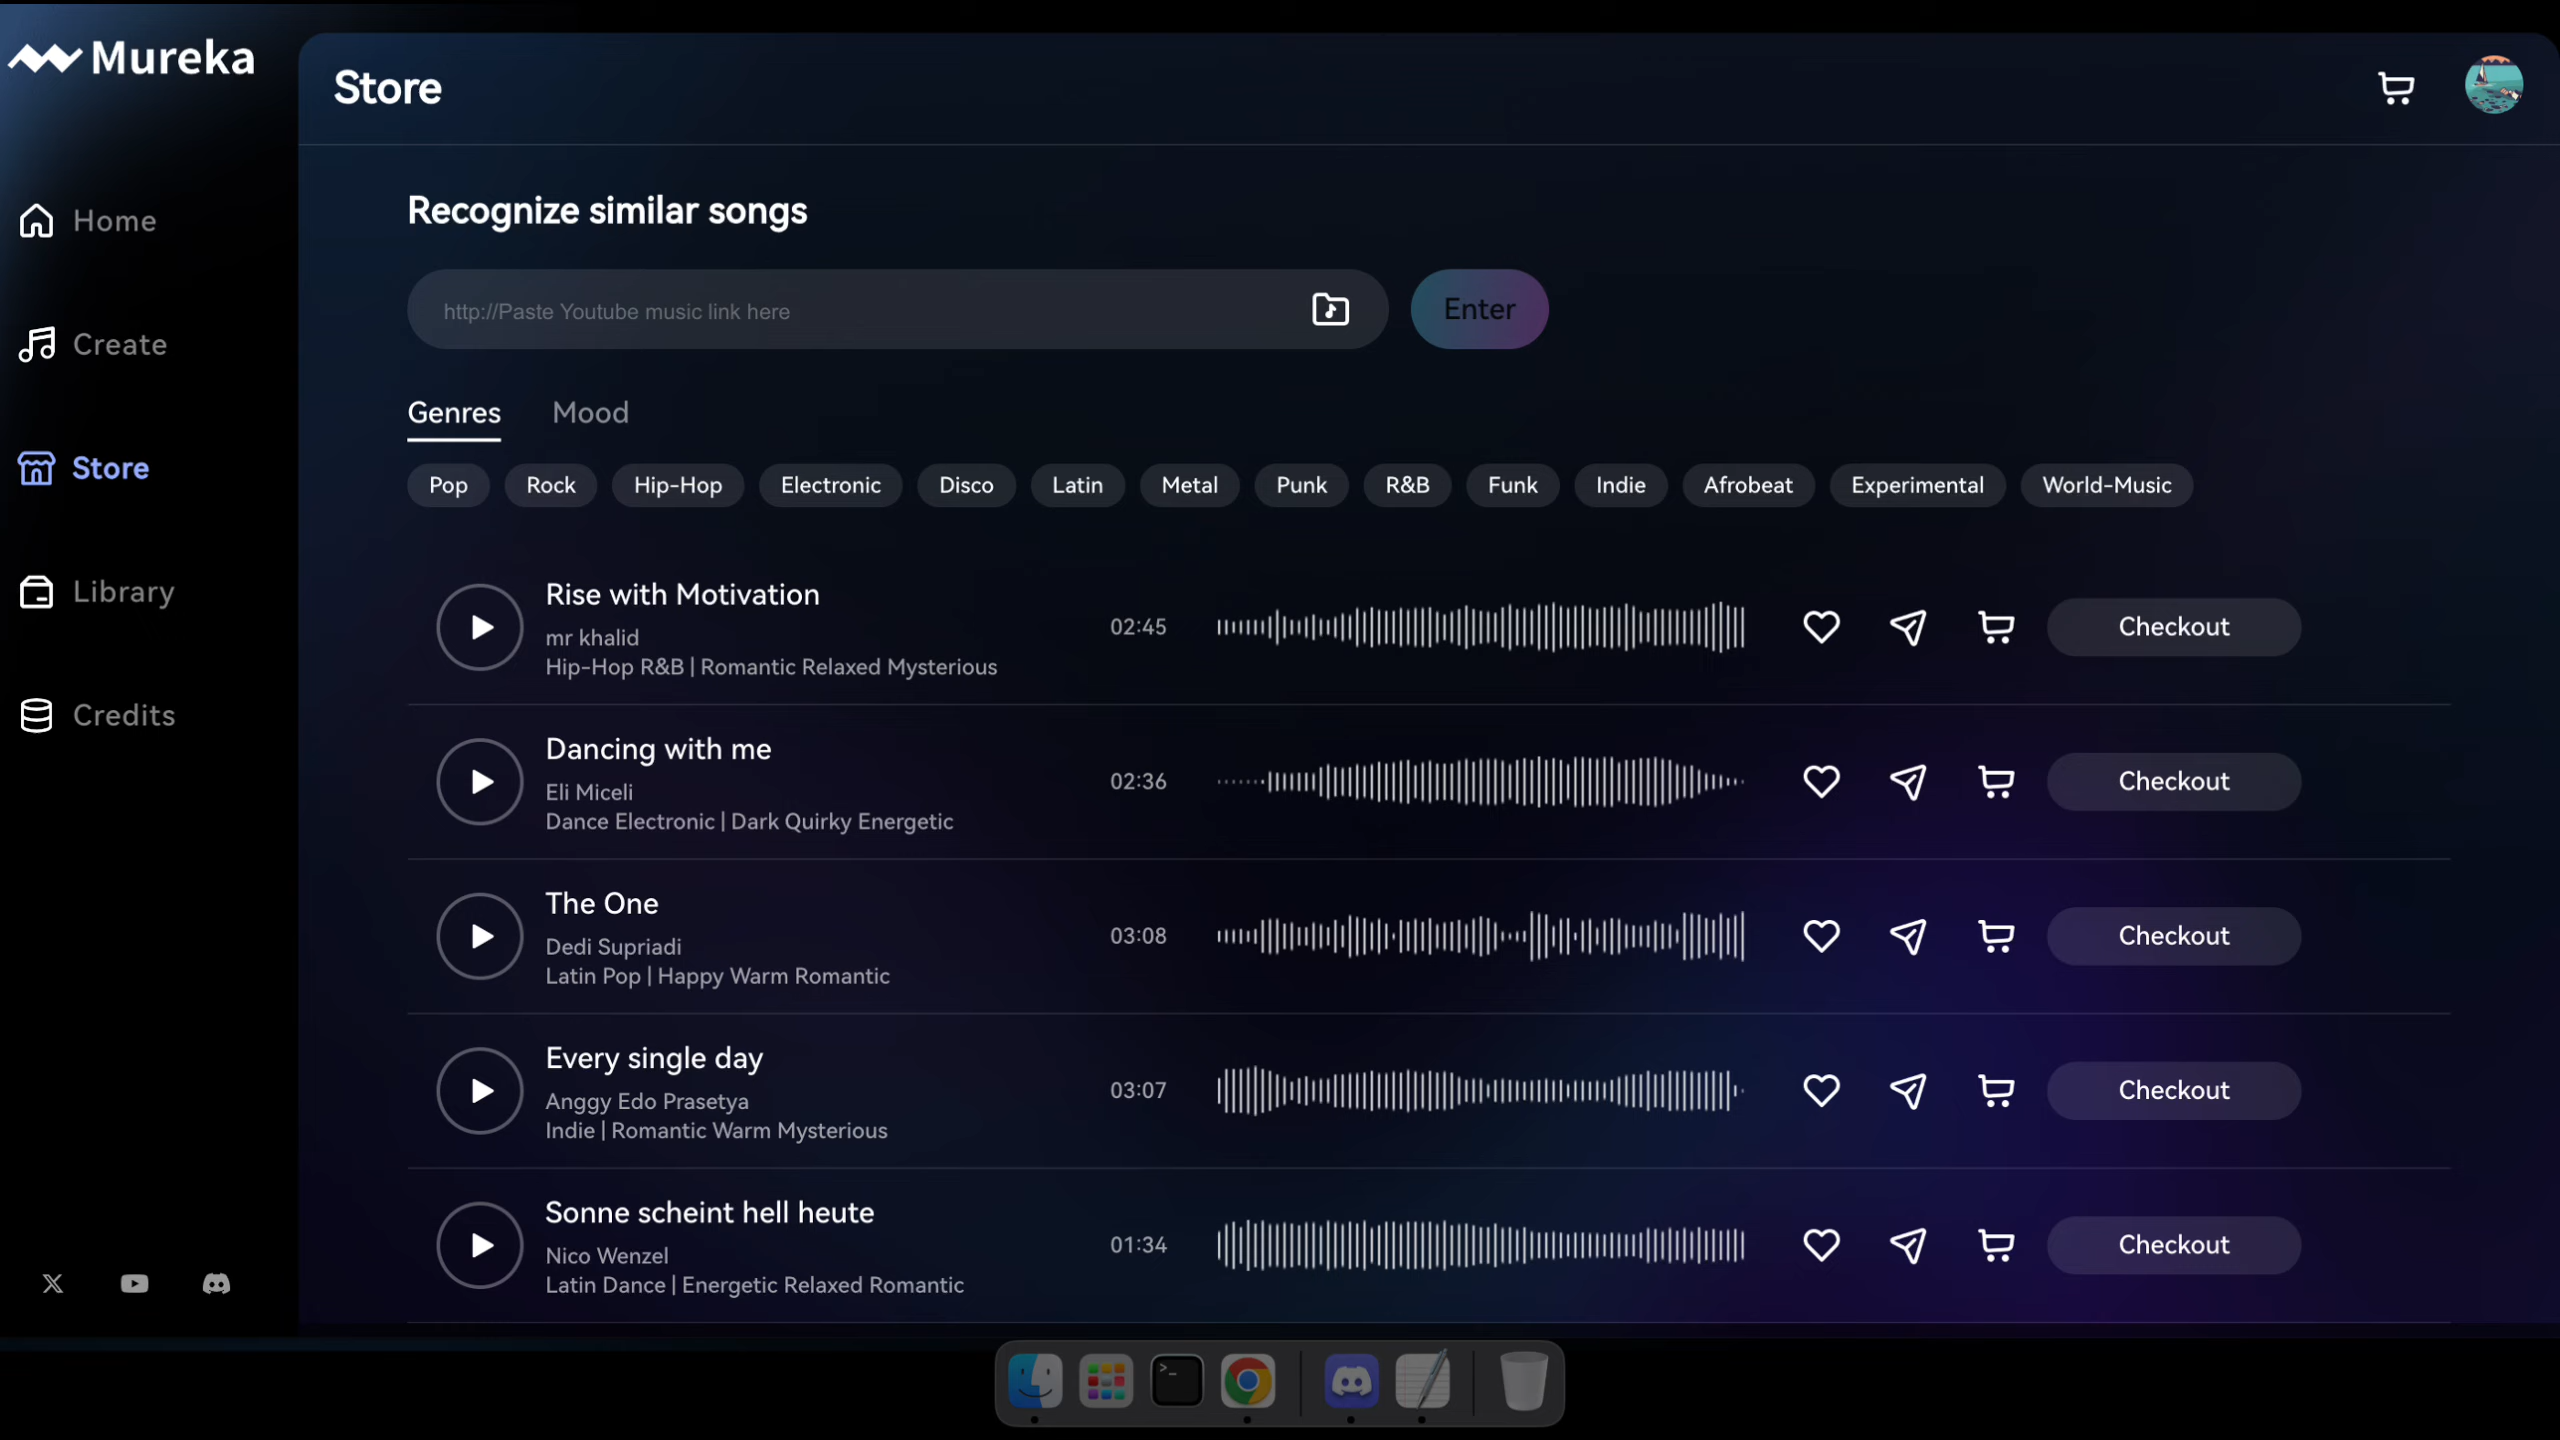 Mureka
Store
Home
Create
Store
Library
Credits
Recognize similar songs
http://Paste Youtube music link here
Enter
Genres Mood
Pop Rock Hip-Hop Electronic Disco Latin Metal Punk R&B Funk Indie Afrobeat Experimental World-Music
Rise with Motivation
mr khalid
Hip-Hop R&B | Romantic Relaxed Mysterious
02:45
Checkout
Dancing with me
Eli Miceli
Dance Electronic | Dark Quirky Energetic
02:36
Checkout
The One
Dedi Supriadi
Latin Pop | Happy Warm Romantic
03:08
Checkout
Every single day
Anggy Edo Prasetya
Indie | Romantic Warm Mysterious
03:07
Checkout
Sonne scheint hell heute
Nico Wenzel
Latin Dance | Energetic Relaxed Romantic
01:34
Checkout